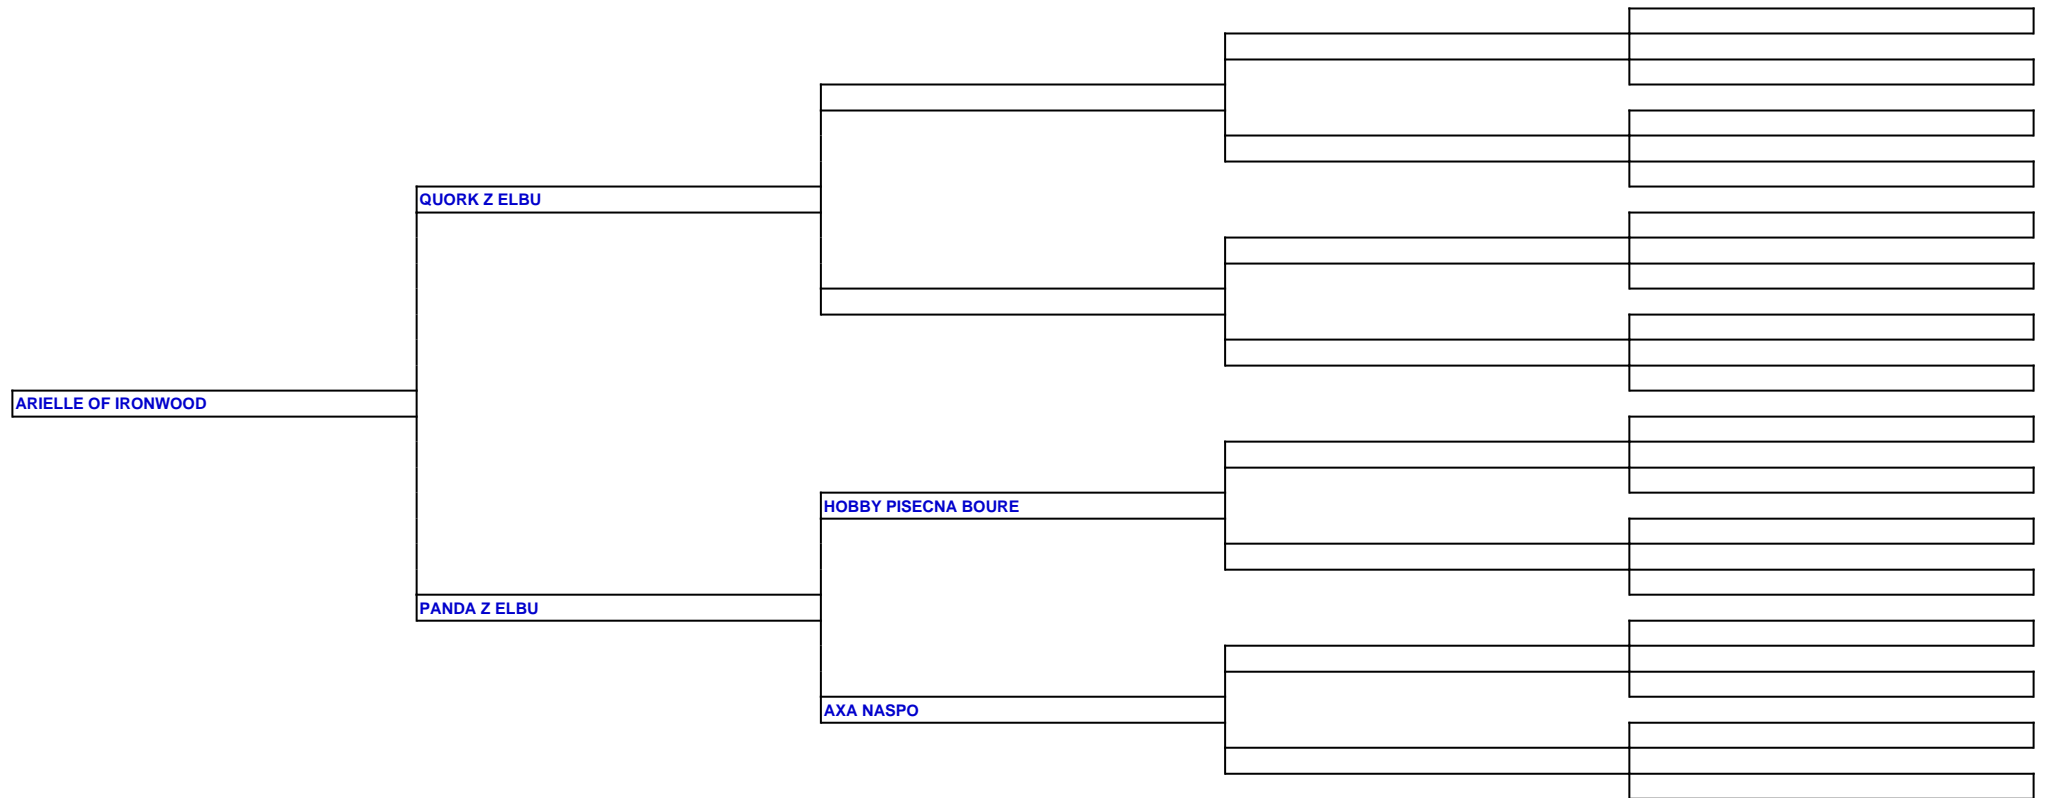 QUORK Z ELBU
ARIELLE OF IRONWOOD
HOBBY PISECNA BOURE
PANDA Z ELBU
AXA NASPO